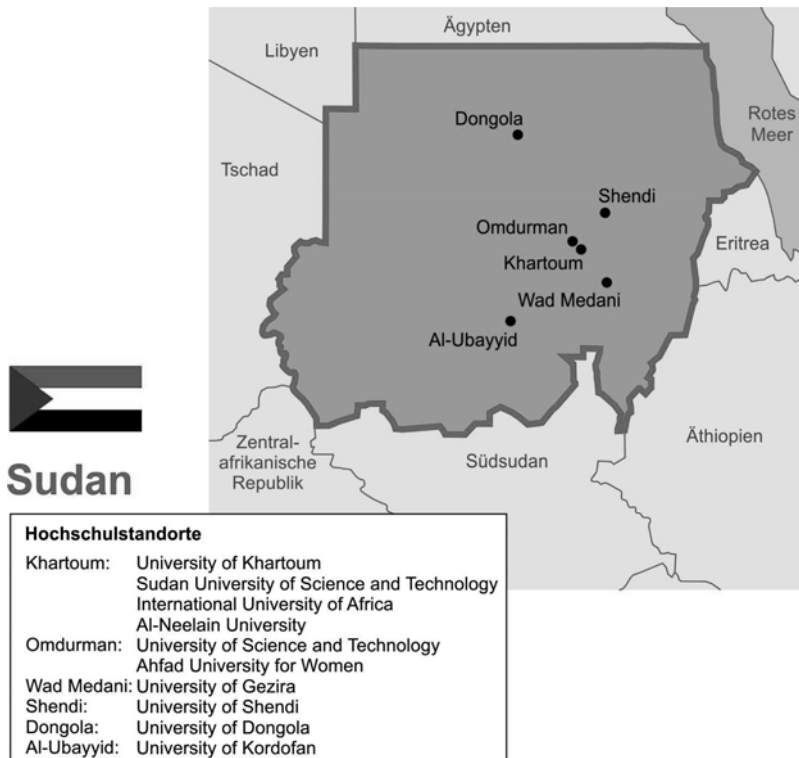 Ägypten
Libyen
Rotes
Meer
Dongola
Tschad
Shendi
Omdurman
Eritrea
Khartoum
Wad Medani
Al-Ubayyid
Äthiopien
Zentral-
afrikanische
Republik
Südsudan
Sudan
Hochschulstandorte
Khartoum: University of Khartoum
Sudan University of Science and Technology
International University of Africa
Al-Neelain University
Omdurman: University of Science and Technology
Ahfad University for Women
Wad Medani: University of Gezira
Shendi: University of Shendi
Dongola: University of Dongola
Al-Ubayyid: University of Kordofan